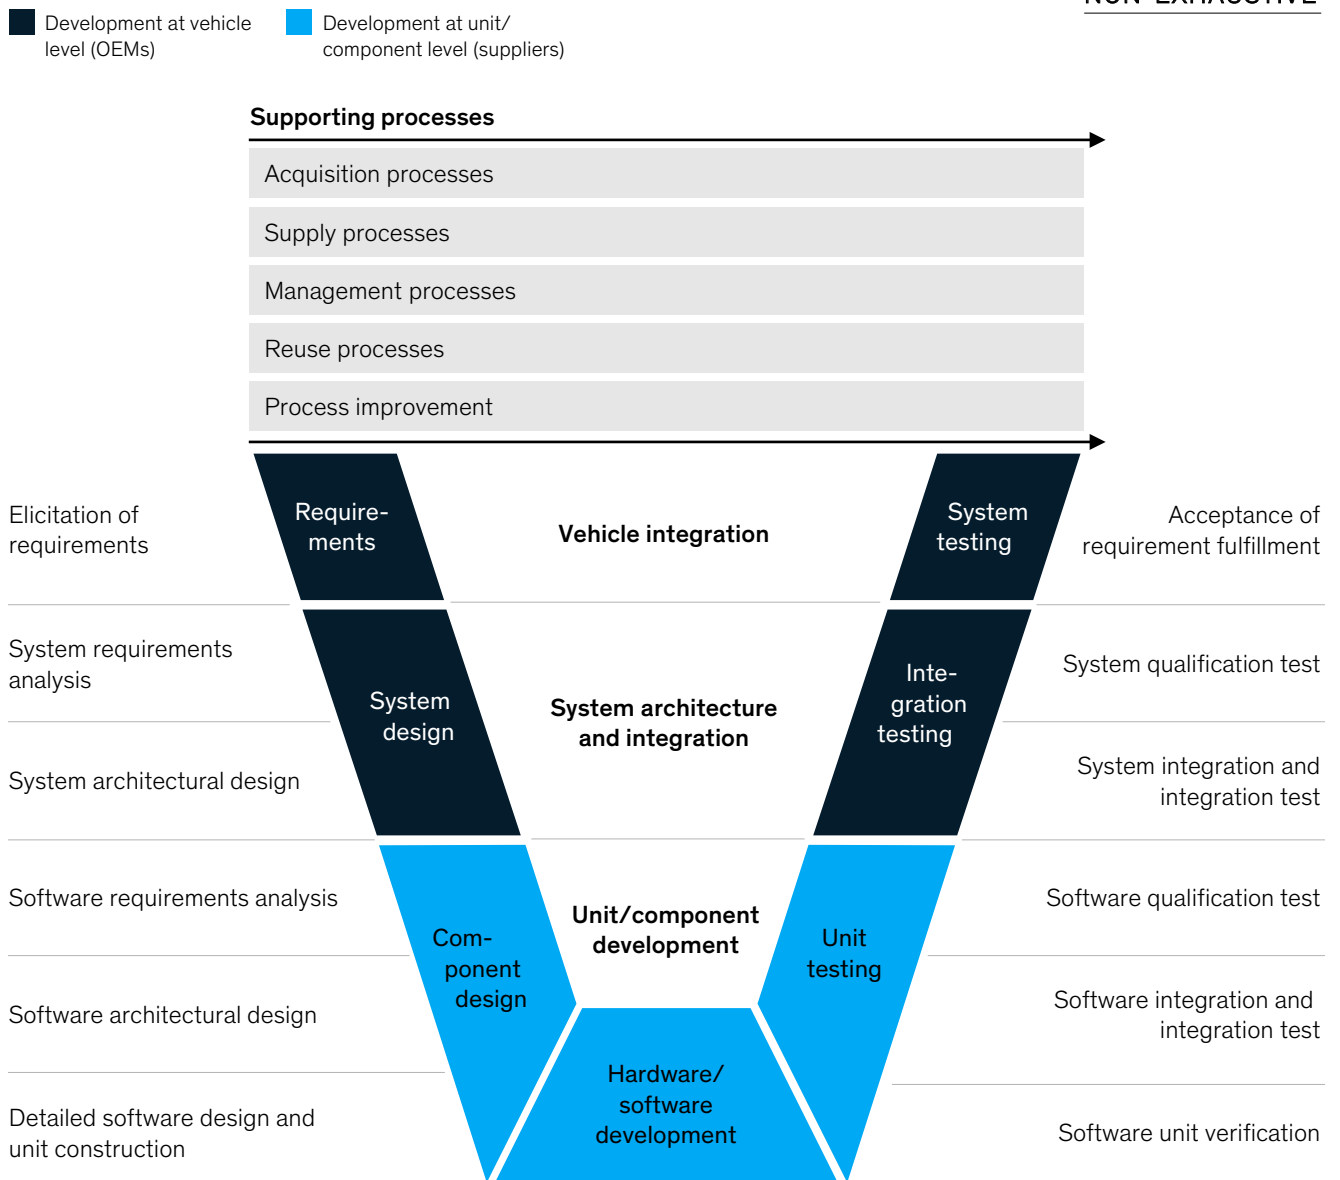 NON-EXHAUSTIVE
Development at vehicle
level (OEMs)
Development at unit/
component level (suppliers)
Supporting processes
Acquisition processes
Supply processes
Management processes
Reuse processes
Process improvement
Elicitation of
requirements
Require-
ments
Vehicle integration
System
testing
Acceptance of
requirement fulfillment
System requirements
analysis
System architectural design
System
design
System architecture
and integration
Inte-
gration
testing
System qualification test
System integration and
integration test
Software requirements analysis
Software architectural design
Detailed software design and
unit construction
Com-
ponent
design
Unit/component
development
Hardware/
software
development
Unit
testing
Software qualification test
Software integration and
integration test
Software unit verification